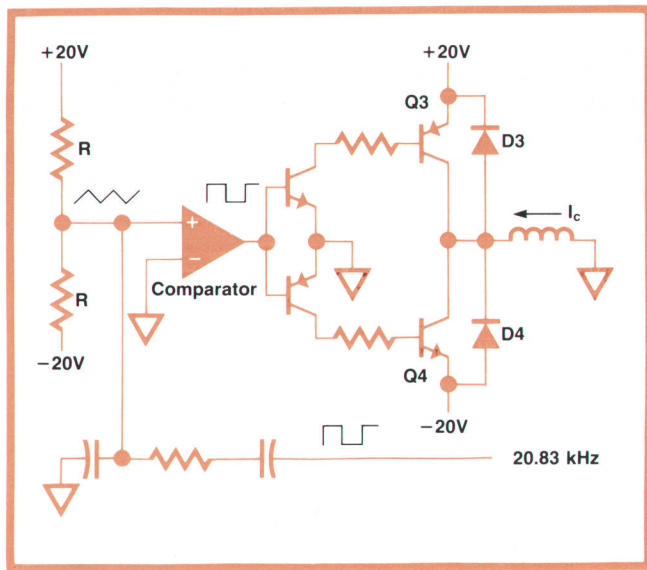 +20V
+20V
Q3
R
D3
+
Ic
−
Comparator
R
D4
−20V
Q4
−20V
20.83 kHz